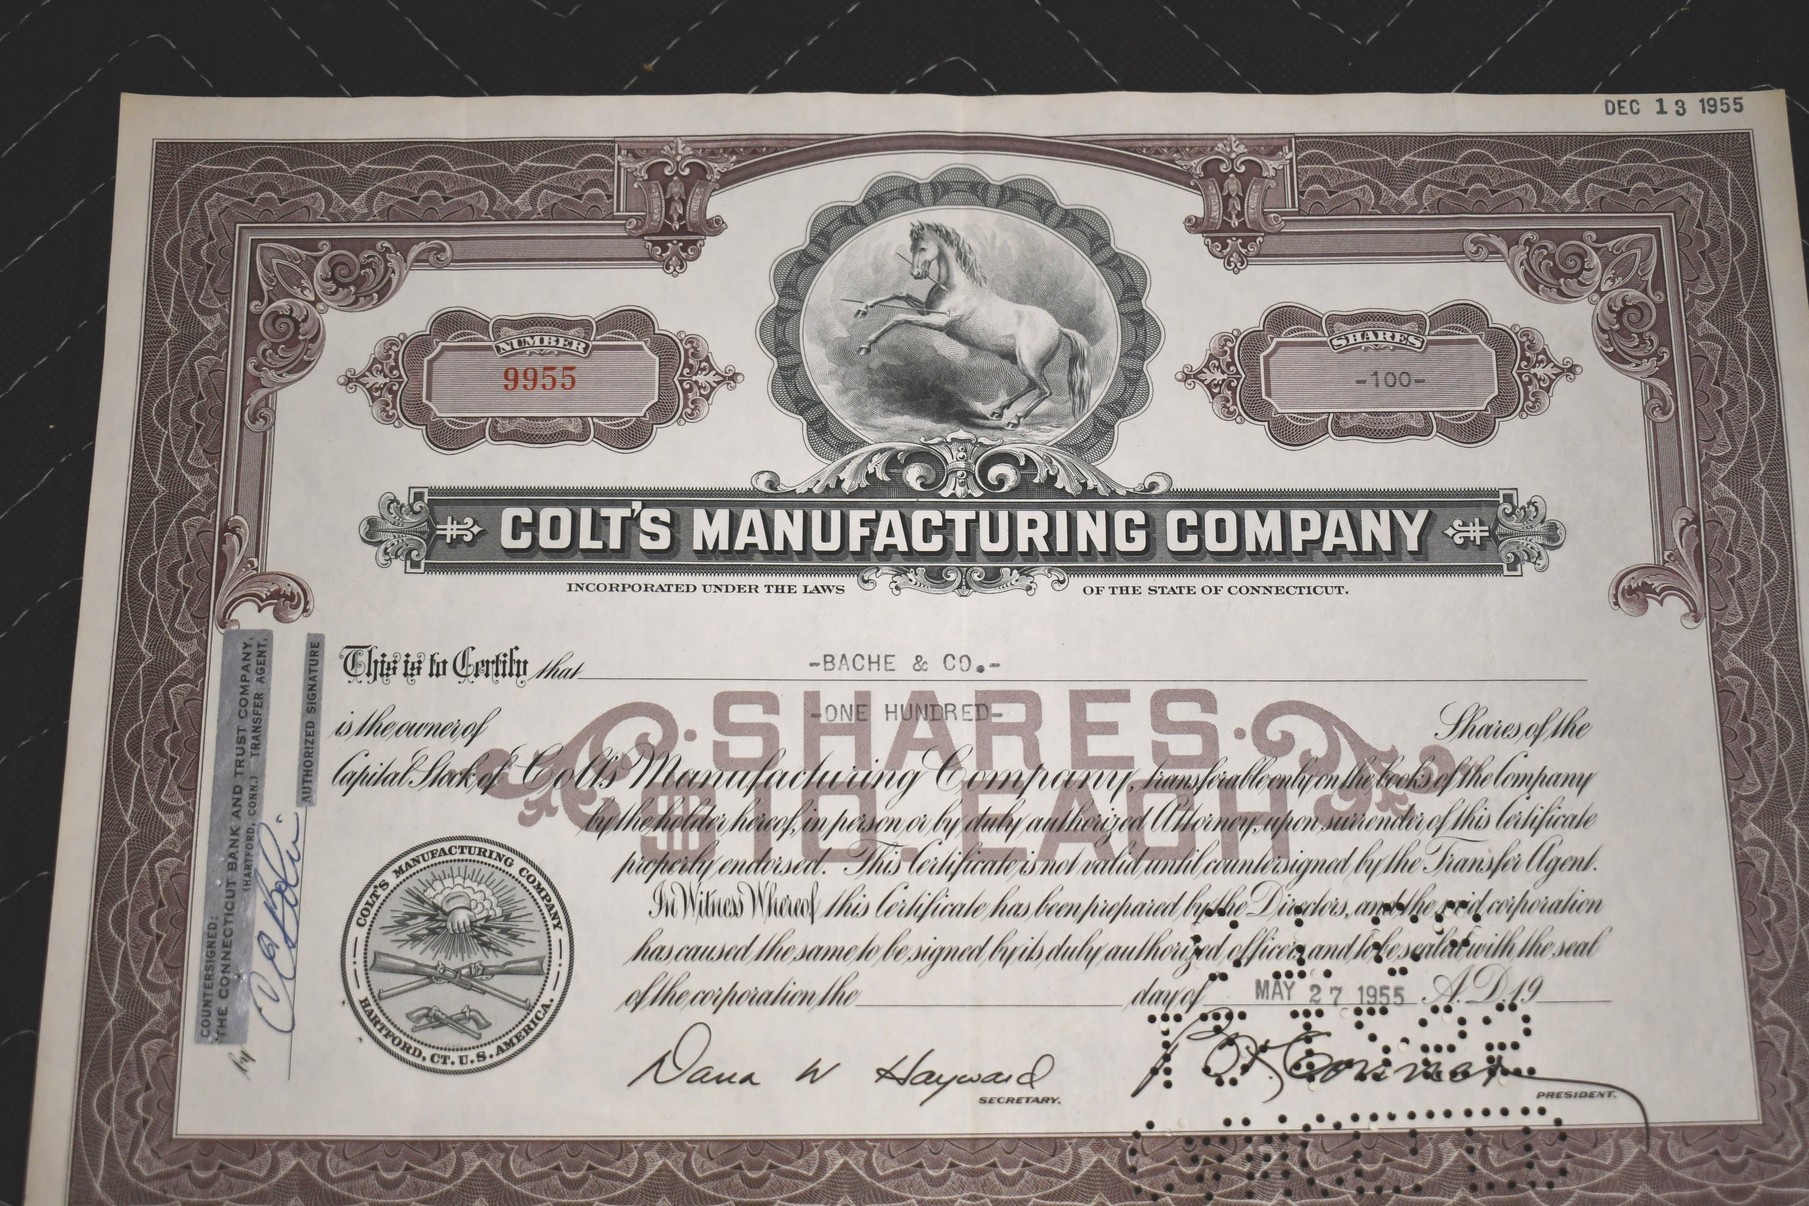 DEC 13 1955
NUMBER
9955
SHARES
-100-
COLT'S MANUFACTURING COMPANY
INCORPORATED UNDER THE LAWS OF THE STATE OF CONNECTICUT.
This is to Certify that -BACHE & CO.-
is the owner of -ONE HUNDRED- Shares of the
SHARES
$10. EACH
Capital Stock of Colt's Manufacturing Company, transferable only on the books of the Company
by the holder hereof, in person or by duly authorized Attorney, upon surrender of this Certificate
properly endorsed. This Certificate is not valid until countersigned by the Transfer Agent.
In Witness Whereof this Certificate has been prepared by the Directors, and the said corporation
has caused the same to be signed by its duly authorized officers and to be sealed with the seal
of the corporation the day of MAY 27 1955 A.D. 19
Dana W Hayward
SECRETARY.
PRESIDENT.
COLT'S MANUFACTURING COMPANY
HARTFORD, CT. U.S. AMERICA.
COUNTERSIGNED:
THE CONNECTICUT BANK AND TRUST COMPANY,
(HARTFORD, CONN.) TRANSFER AGENT,
by
AUTHORIZED SIGNATURE